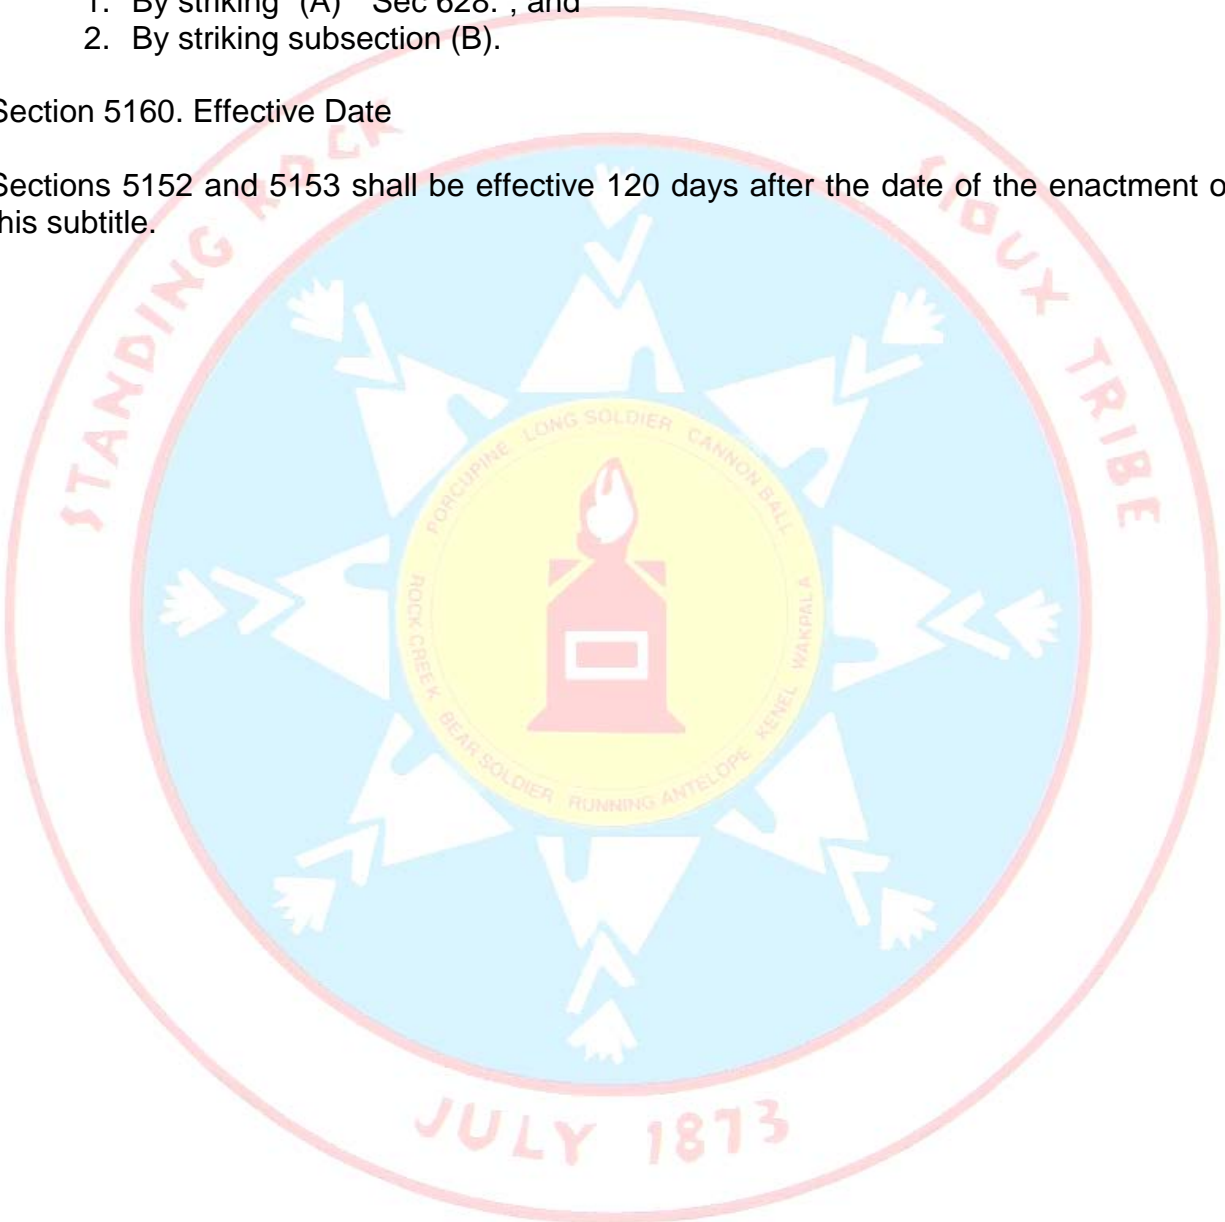 1. By striking "(A) " Sec 628."; and
2. By striking subsection (B).
Section 5160. Effective Date
Sections 5152 and 5153 shall be effective 120 days after the date of the enactment o
this subtitle.
STANDING ROCK SIOUX TRIBE
PORCUPINE LONG SOLDIER CANNON BALL
WAKPALA KENEL RUNNING ANTELOPE BEAR SOLDIER ROCK CREEK
JULY 1873